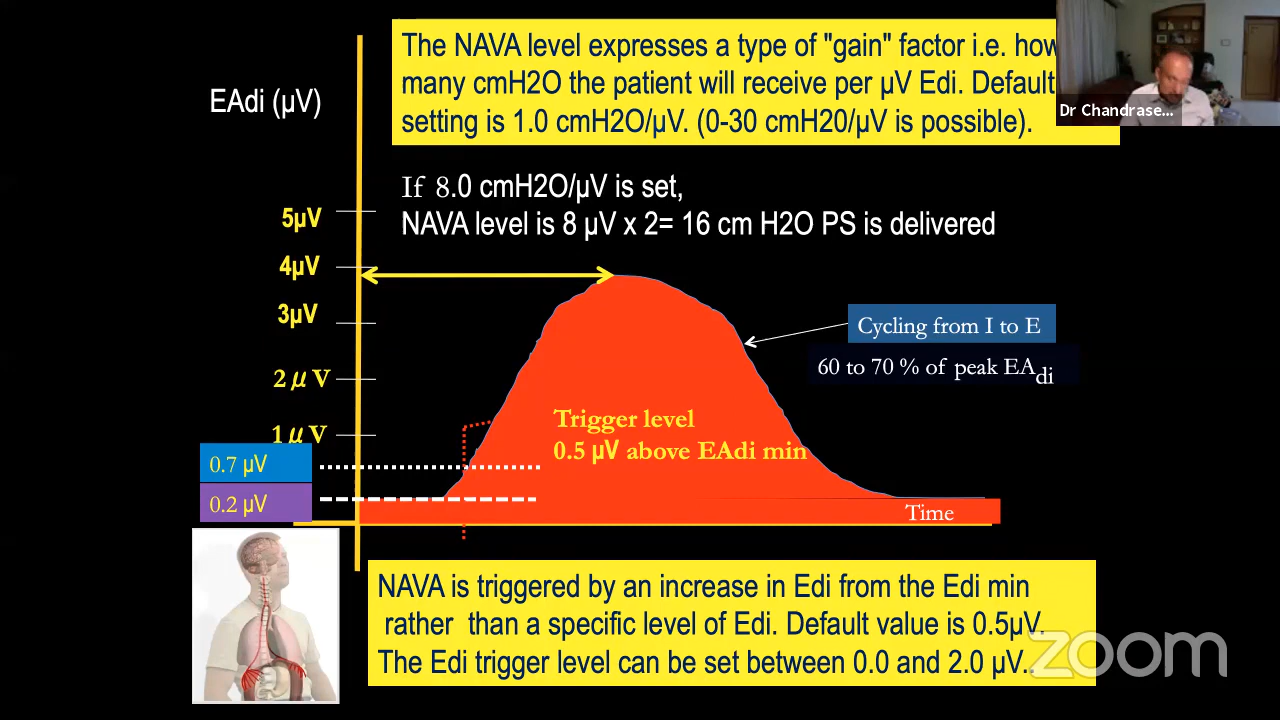 The NAVA level expresses a type of "gain" factor i.e. how
many cmH2O the patient will receive per µV Edi. Default
setting is 1.0 cmH2O/µV. (0-30 cmH20/µV is possible).
Dr Chandrase...
EAdi (µV)
If 8.0 cmH2O/µV is set,
NAVA level is 8 µV x 2= 16 cm H2O PS is delivered
5µV
4µV
3µV
2 µ V
1 µ V
0.7 µV
0.2 µV
Cycling from I to E
60 to 70 % of peak EAdi
Trigger level
0.5 µV above EAdi min
Time
NAVA is triggered by an increase in Edi from the Edi min
rather than a specific level of Edi. Default value is 0.5µV.
The Edi trigger level can be set between 0.0 and 2.0 µV..
zoom